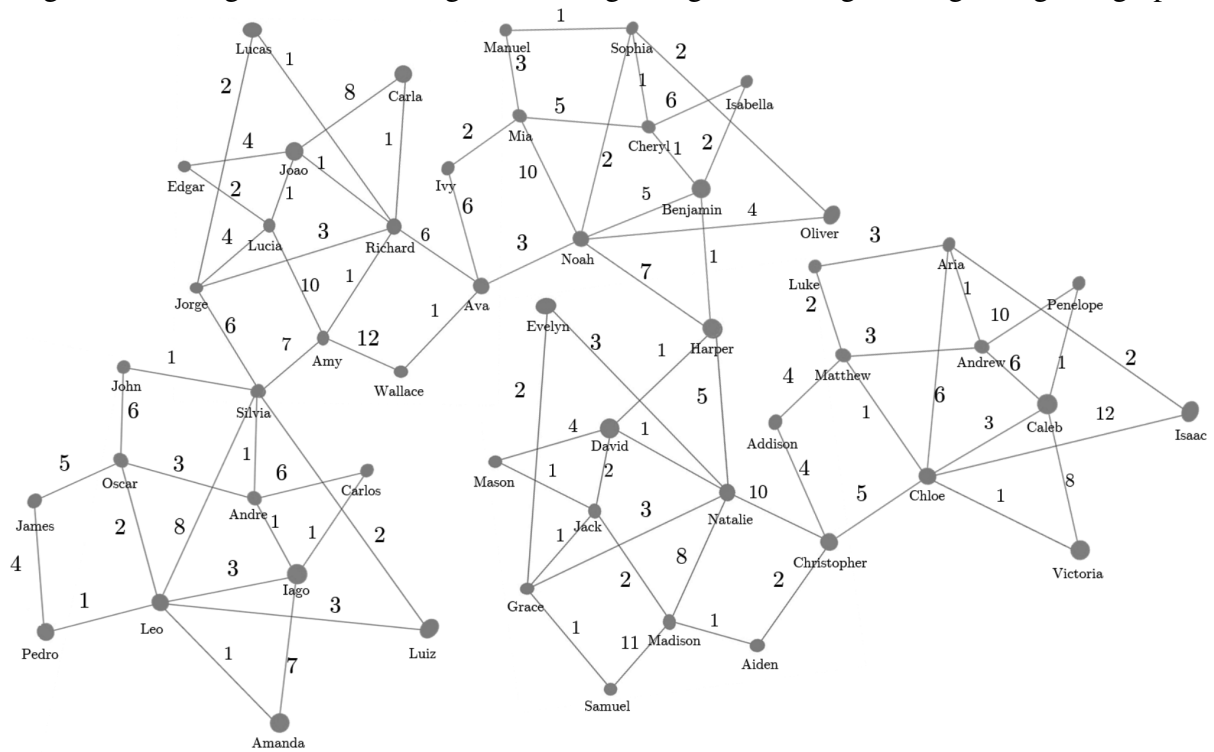 1
Lucas
1
Manuel
Sophia
2
3
2
8
Carla
1
6
Isabella
5
Mia
Cheryl
2
4
Joao
1
1
2
1
2
Edgar
2
1
10
2
Ivy
5
Benjamin
4
Lucia
3
Richard
6
6
3
Noah
7
1
4
Oliver
3
Aria
Jorge
10
1
Ava
1
Luke
1
Penelope
2
10
6
7
Amy
12
Evelyn
3
1
Harper
4
Matthew
3
Andrew
6
1
2
John
1
Silvia
Wallace
2
5
1
6
3
Caleb
12
Isaac
6
4
David
1
Addison
5
Oscar
3
1
6
Carlos
Mason
1
2
4
Chloe
1
8
James
2
8
Andre
1
1
2
Jack
3
Natalie
10
4
3
Iago
1
8
Christopher
Victoria
1
Leo
3
Grace
2
2
Pedro
1
7
Luiz
1
11
Madison
1
Aiden
Amanda
Samuel